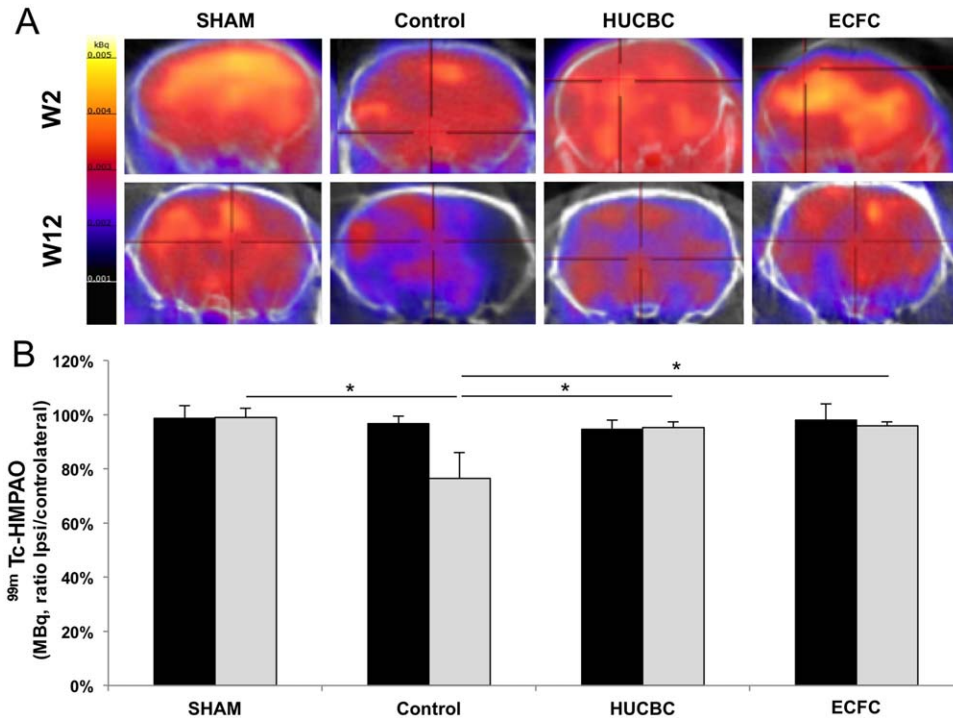 A
SHAM Control HUCBC ECFC
kBq
0.005
0.004
0.003
0.002
0.001
W2
W12
B
120%
100%
80%
60%
40%
20%
0%
99m Tc-HMPAO
(MBq, ratio Ipsi/controlateral)
* * *
SHAM Control HUCBC ECFC